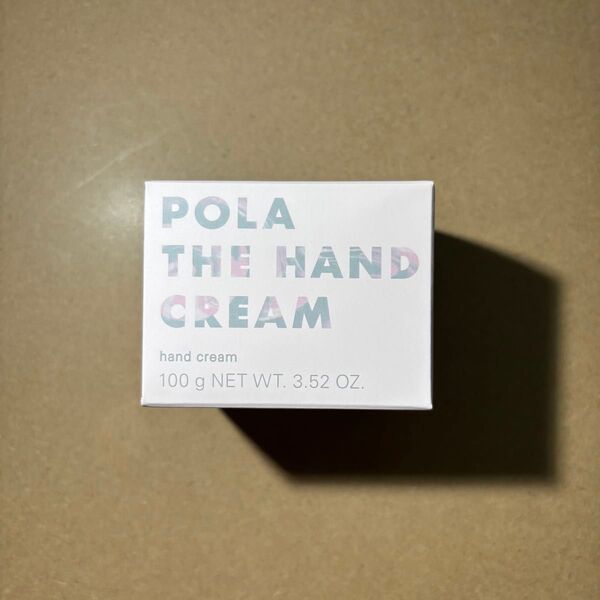 POLA
THE HAND
CREAM
hand cream
100 g NET WT. 3.52 OZ.